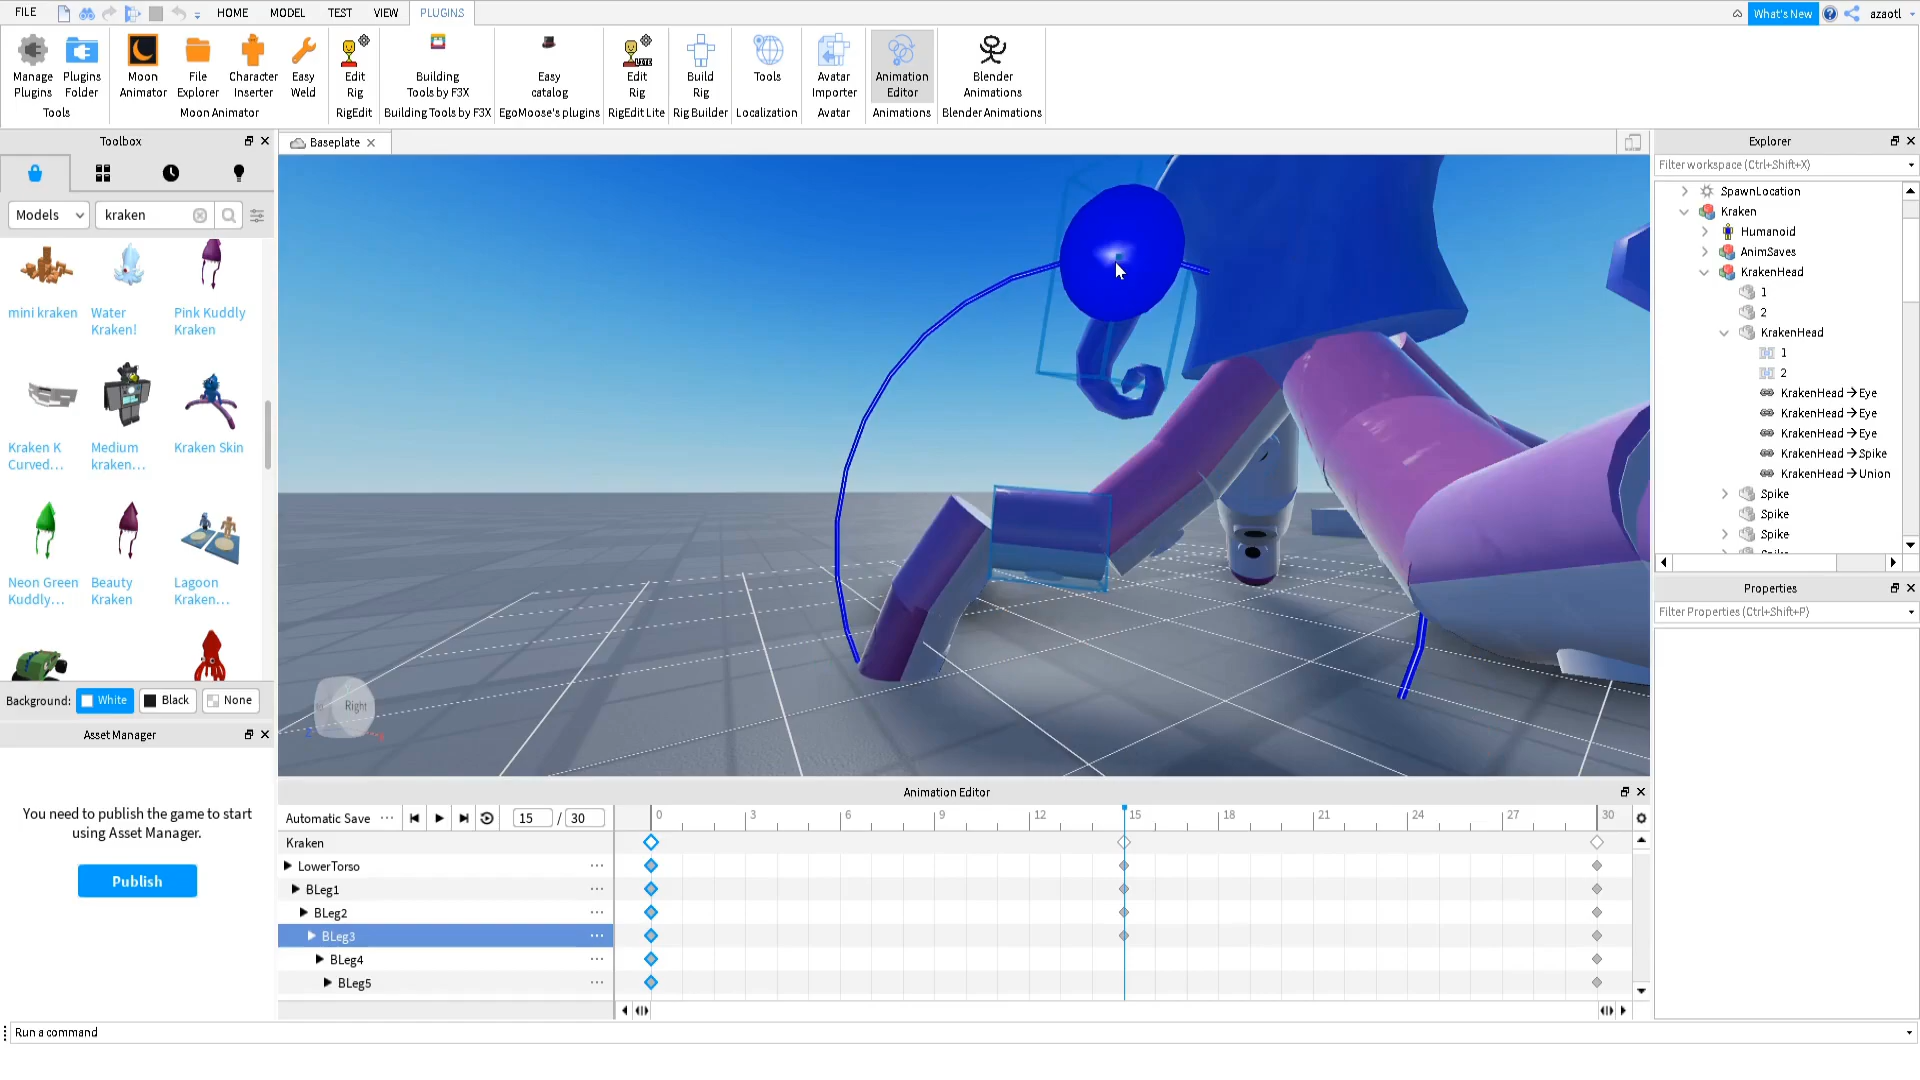 FILE HOME MODEL TEST VIEW PLUGINS What's New azaotl
Manage Plugins Moon File Character Easy Edit Building Easy Edit Build Tools Avatar Animation Blender
Plugins Folder Animator Explorer Inserter Weld Rig Tools by F3X catalog Rig Rig Importer Editor Animations
Tools Moon Animator RigEdit Building Tools by F3X EgoMoose's plugins RigEdit Lite Rig Builder Localization Avatar Animations Blender Animations
Toolbox
Baseplate
Explorer
Filter workspace (Ctrl+Shift+X)
Models kraken
mini kraken Water Pink Kuddly
Kraken! Kraken
Kraken K Medium Kraken Skin
Curved... kraken...
Neon Green Beauty Lagoon
Kuddly... Kraken Kraken...
Background: White Black None
Asset Manager
You need to publish the game to start
using Asset Manager.
Publish
Right
SpawnLocation
Kraken
Humanoid
AnimSaves
KrakenHead
1
2
KrakenHead
1
2
KrakenHead→Eye
KrakenHead→Eye
KrakenHead→Eye
KrakenHead→Spike
KrakenHead→Union
Spike
Spike
Spike
Properties
Filter Properties (Ctrl+Shift+P)
Animation Editor
Automatic Save ... 15 / 30 0 3 6 9 12 15 18 21 24 27 30
Kraken
LowerTorso ...
BLeg1 ...
BLeg2 ...
BLeg3 ...
BLeg4 ...
BLeg5 ...
Run a command